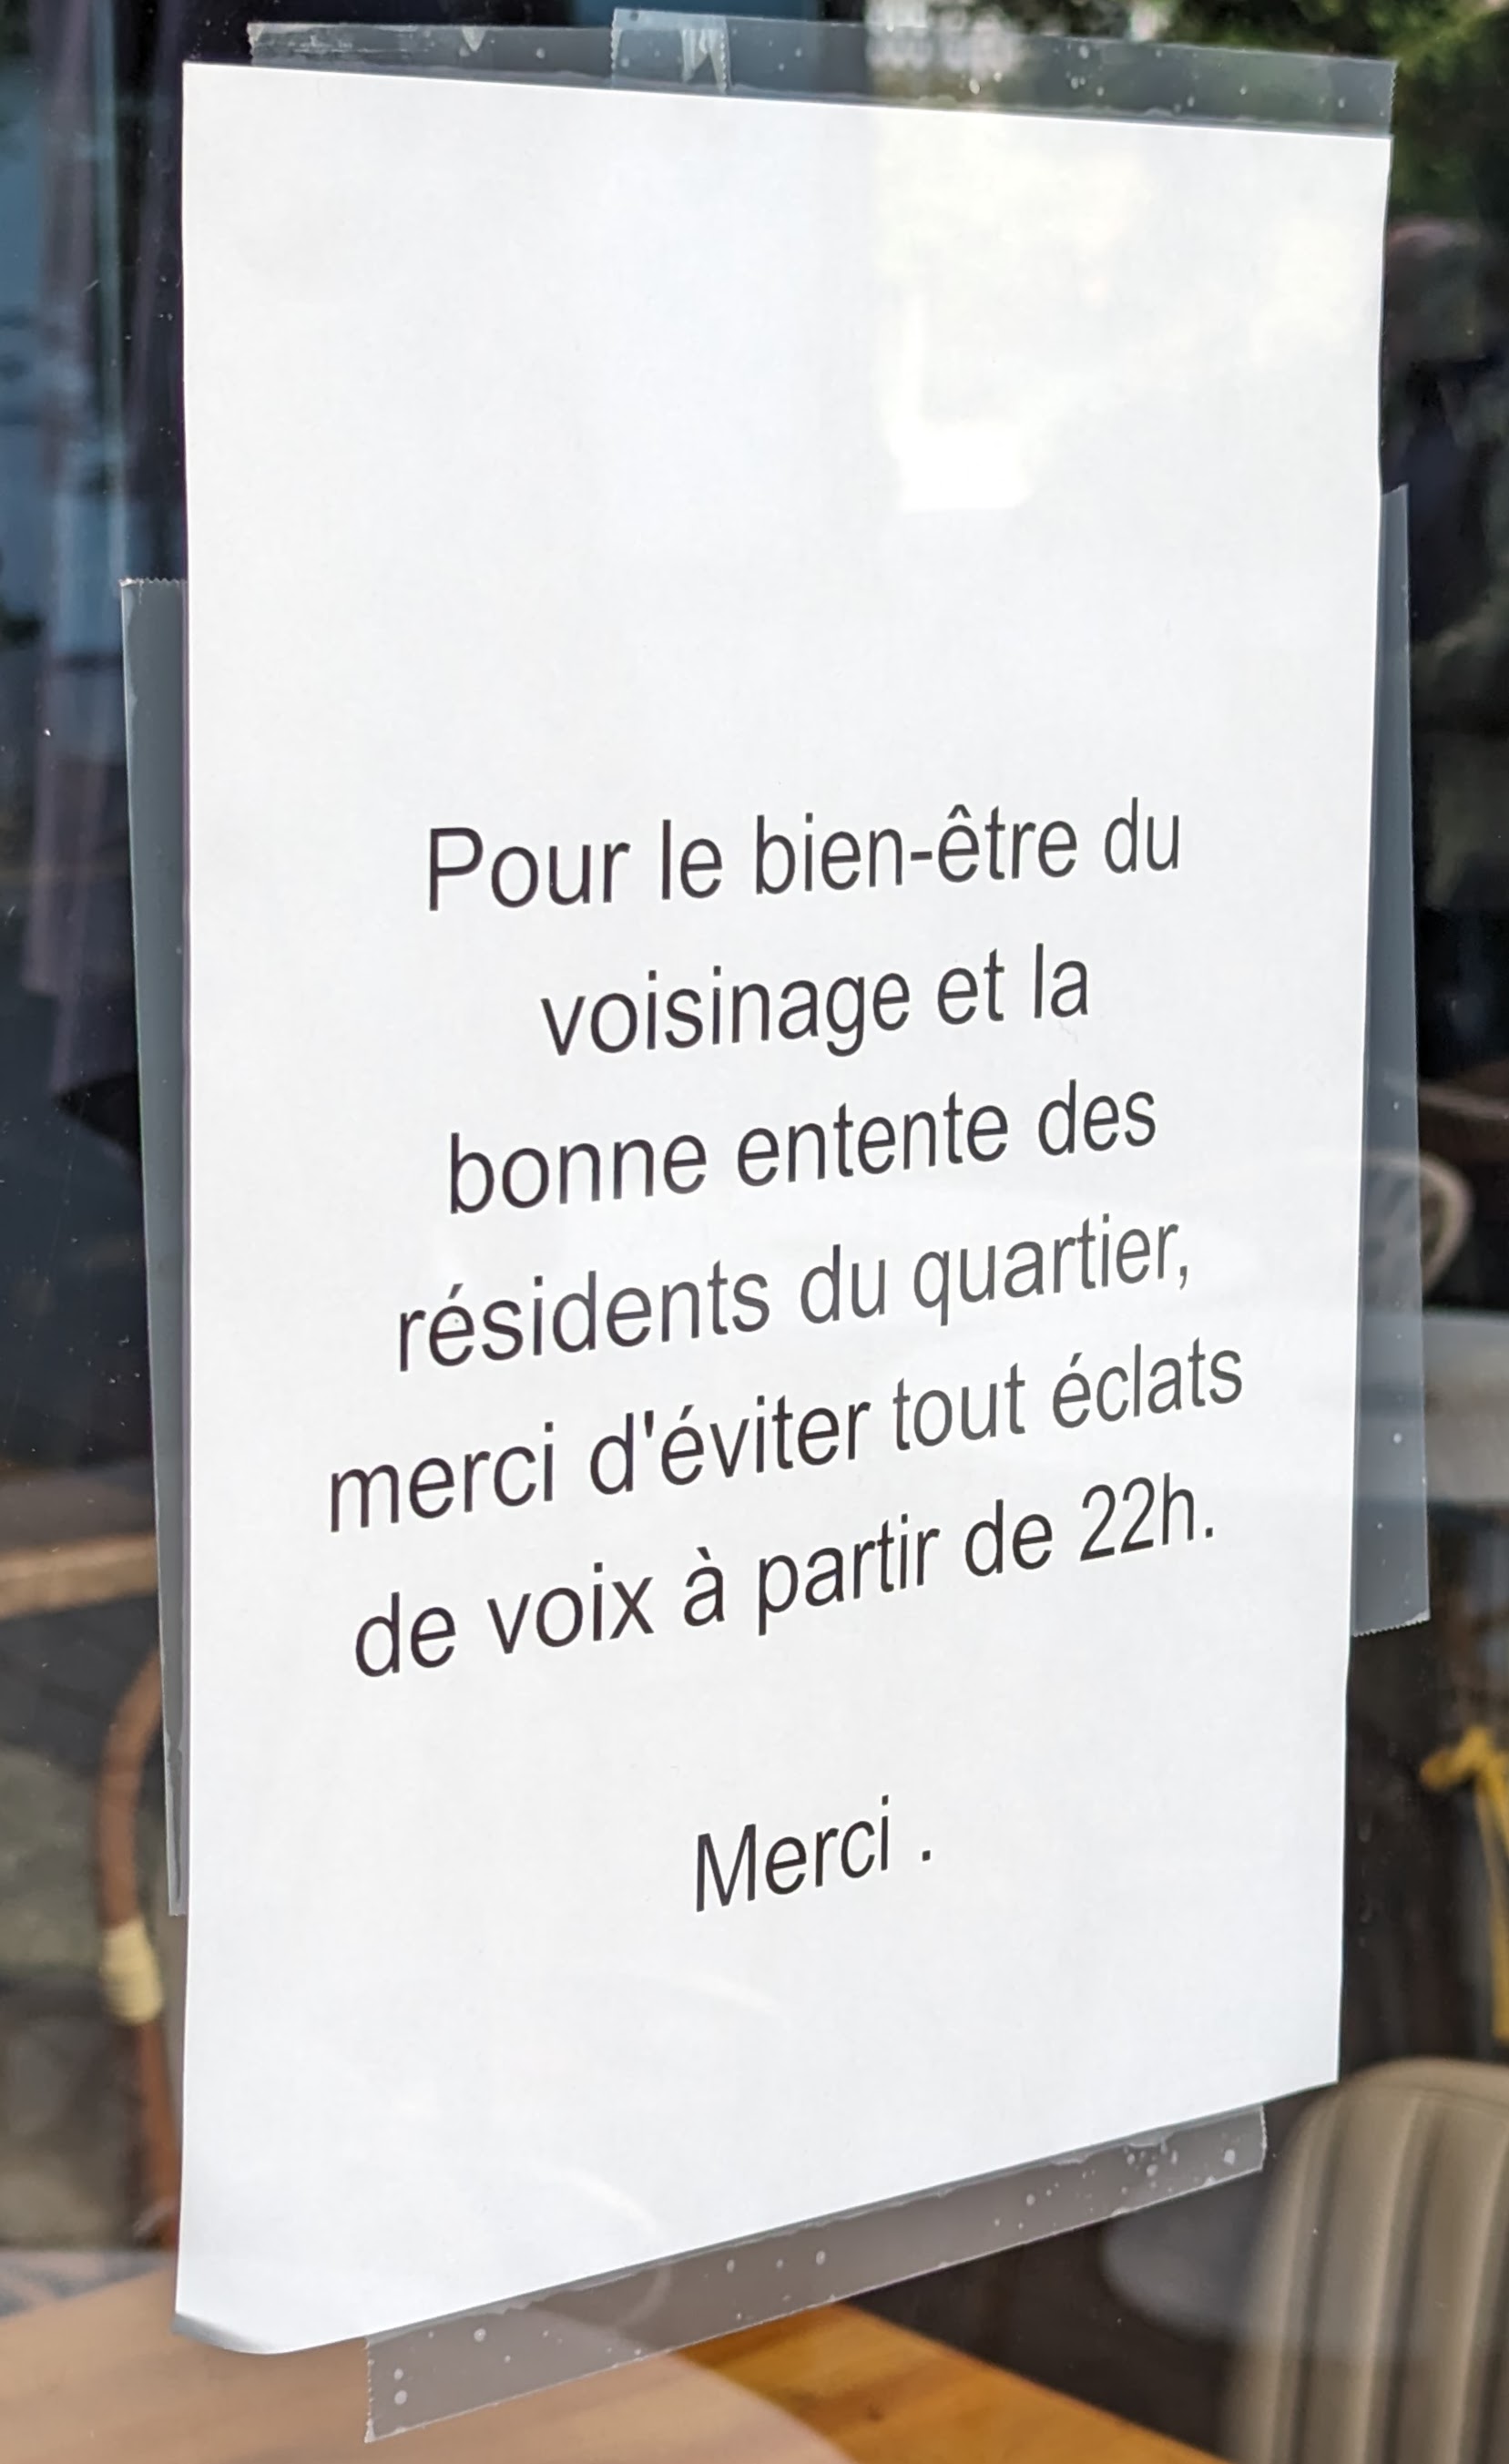 Pour le bien-être du
voisinage et la
bonne entente des
résidents du quartier,
merci d'éviter tout éclats
de voix à partir de 22h.
Merci .